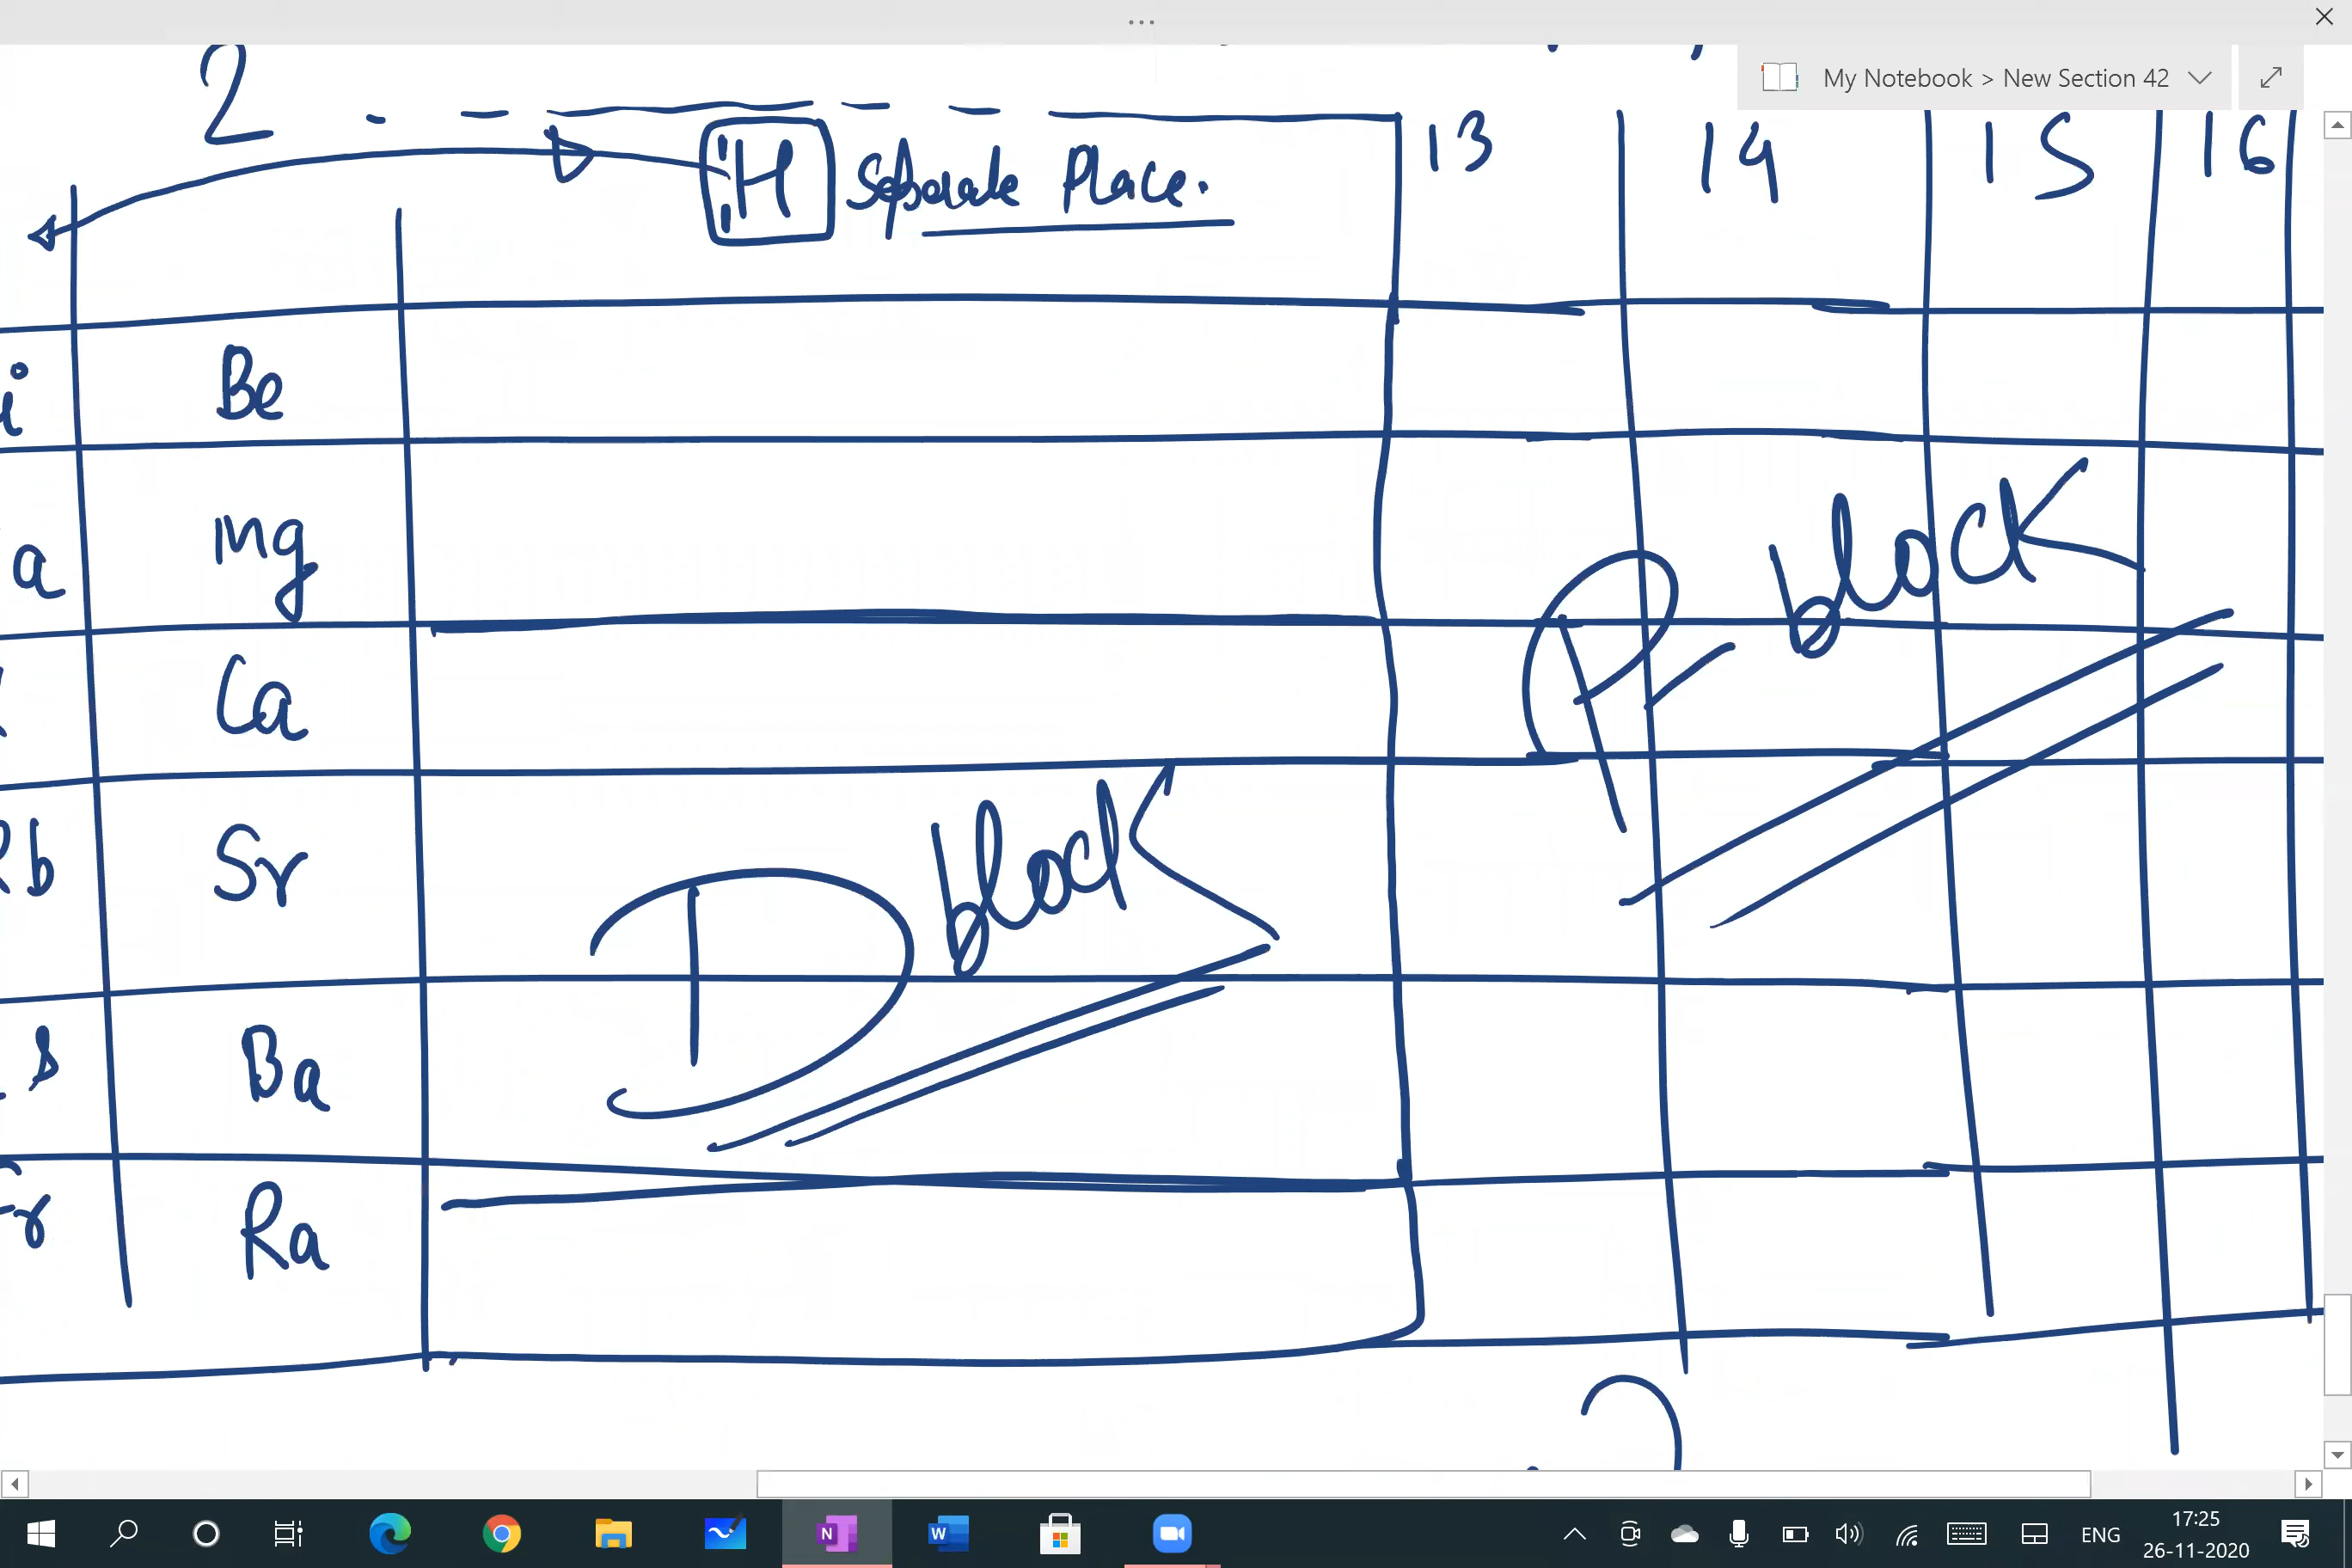 My Notebook > New Section 42
2
H Separate Place.
13 14 15 16
i Be
a Mg
Ca
Rb Sr
block
P
D block
s Ba
r Ra
?
N
W
ENG
17:25
26-11-2020